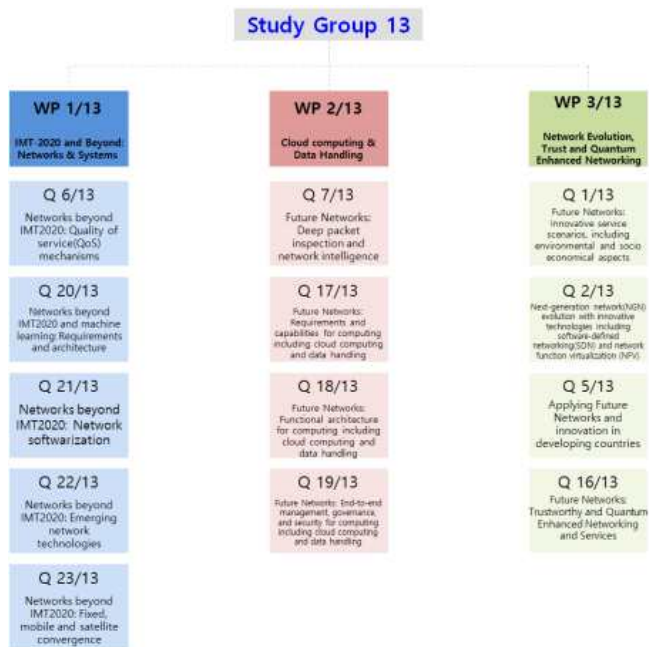 Study Group 13
WP 1/13
IMT-2020 and Beyond:
Networks & Systems
Q 6/13
Networks beyond
IMT2020: Quality of
service(QoS)
mechanisms
Q 20/13
Networks beyond
IMT2020 and machine
learning: Requirements
and architecture
Q 21/13
Networks beyond
IMT2020: Network
softwarization
Q 22/13
Networks beyond
IMT2020: Emerging
network
technologies
Q 23/13
Networks beyond
IMT2020: Fixed,
mobile and satellite
convergence
WP 2/13
Cloud computing &
Data Handling
Q 7/13
Future Networks:
Deep packet
inspection and
network intelligence
Q 17/13
Future Networks:
Requirements and
capabilities for computing
including cloud computing
and data handling
Q 18/13
Future Networks:
Functional architecture
for computing including
cloud computing and
data handling
Q 19/13
Future Networks: End-to-end
management, governance,
and security for computing
including cloud computing
and data handling
WP 3/13
Network Evolution,
Trust and Quantum
Enhanced Networking
Q 1/13
Future Networks:
Innovative service
scenarios, including
environmental and socio
economical aspects
Q 2/13
Next-generation network(NGN)
evolution with innovative
technologies including
software-defined
networking(SDN) and network
function virtualization (NFV)
Q 5/13
Applying Future
Networks and
innovation in
developing countries
Q 16/13
Future Networks:
Trustworthy and Quantum
Enhanced Networking
and Services